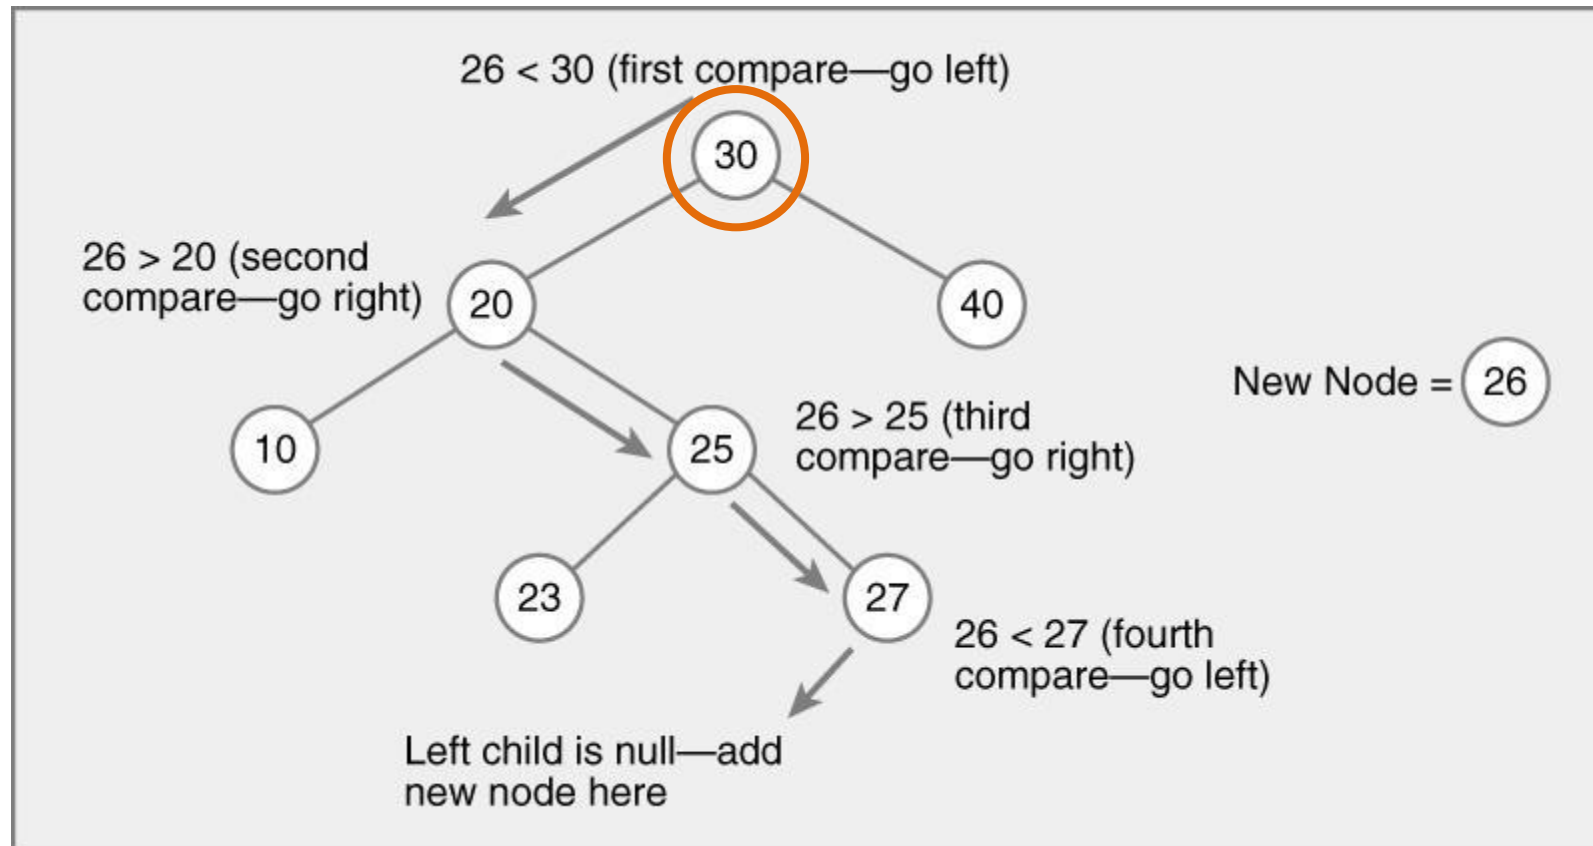 26 < 30 (first compare—go left)
30
26 > 20 (second
compare—go right)
20
40
New Node = 26
10
25
26 > 25 (third
compare—go right)
23
27
26 < 27 (fourth
compare—go left)
Left child is null—add
new node here